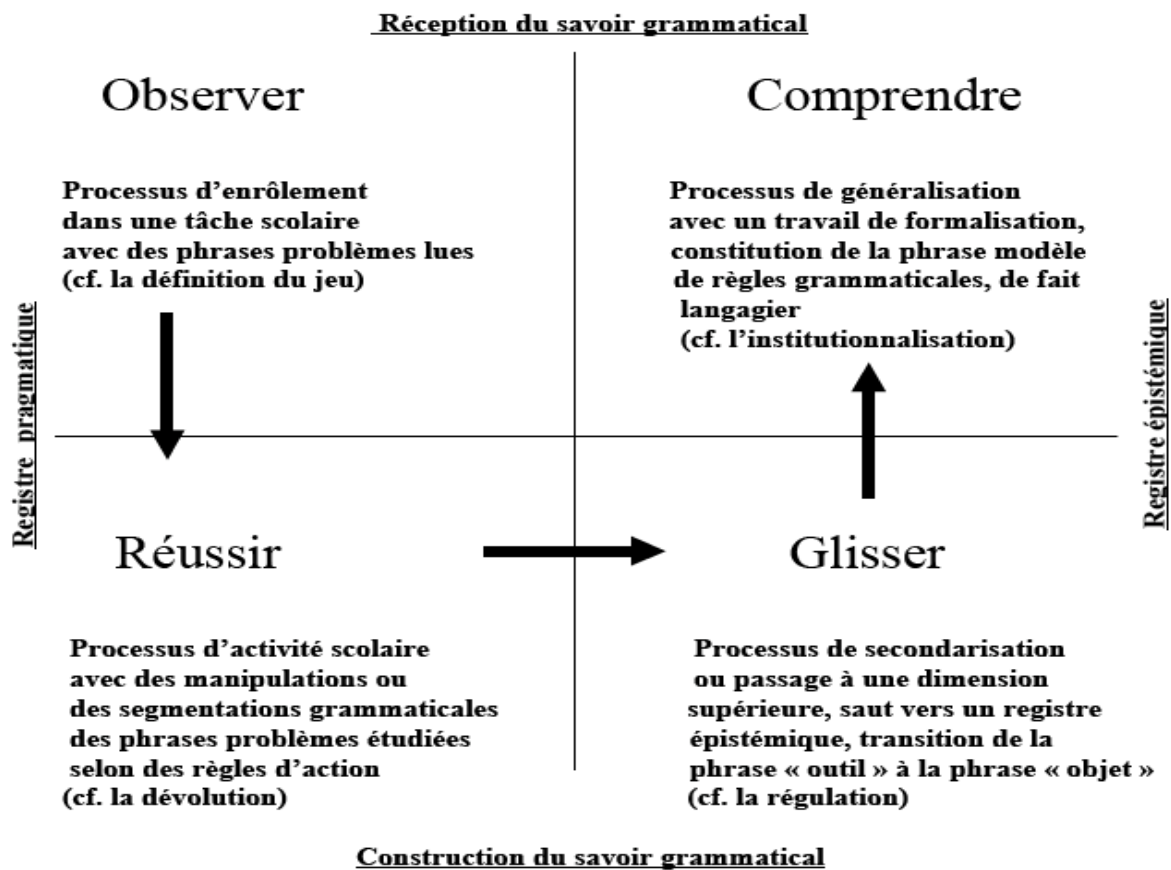 Réception du savoir grammatical
Observer
Processus d’enrôlement
dans une tâche scolaire
avec des phrases problèmes lues
(cf. la définition du jeu)
Comprendre
Processus de généralisation
avec un travail de formalisation,
constitution de la phrase modèle
de règles grammaticales, de fait
langagier
(cf. l’institutionnalisation)
Registre pragmatique
Registre épistémique
Réussir
Processus d’activité scolaire
avec des manipulations ou
des segmentations grammaticales
des phrases problèmes étudiées
selon des règles d’action
(cf. la dévolution)
Glisser
Processus de secondarisation
ou passage à une dimension
supérieure, saut vers un registre
épistémique, transition de la
phrase « outil » à la phrase « objet »
(cf. la régulation)
Construction du savoir grammatical